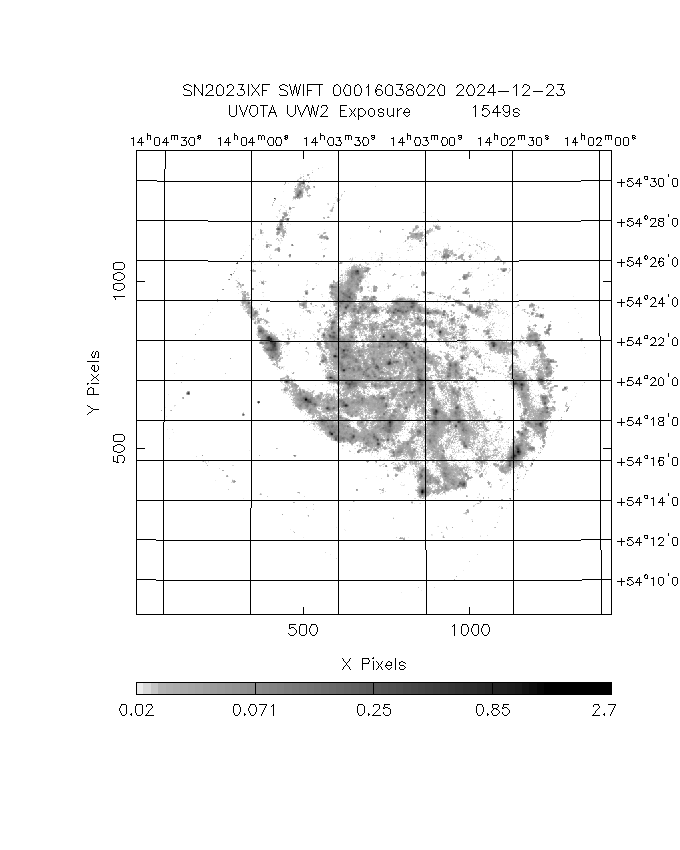 SN2023IXF SWIFT 00016038020 2024-12-23
UVOTA UVW2 Exposure 1549s
14h04m30s 14h04m00s 14h03m30s 14h03m00s 14h02m30s 14h02m00s
+54°30'0
+54°28'0
+54°26'0
1000
+54°24'0
+54°22'0
+54°20'0
Y Pixels
+54°18'0
500
+54°16'0
+54°14'0
+54°12'0
+54°10'0
500 1000
X Pixels
0.02 0.071 0.25 0.85 2.7